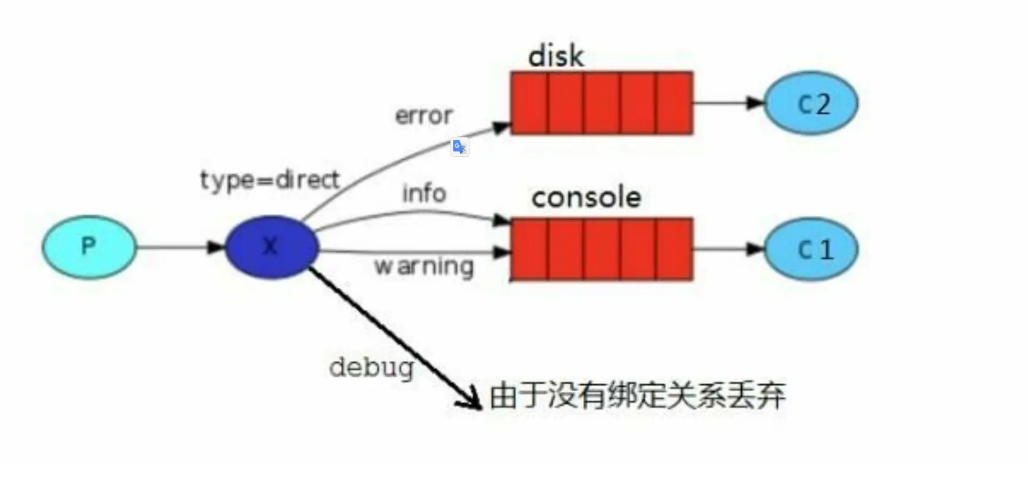 disk
C2
error
type=direct
info
console
P
X
C1
warning
debug
由于没有绑定关系丢弃